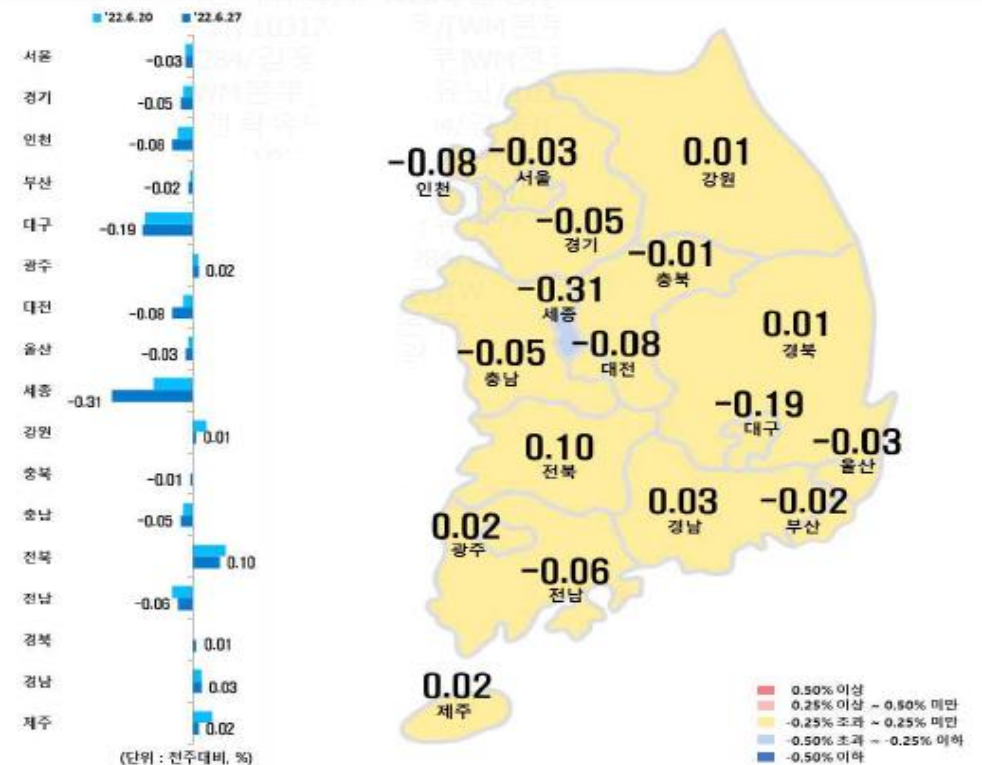 '22.6.20 '22.6.27
서울 -0.03
경기 -0.05
인천 -0.08
부산 -0.02
대구 -0.19
광주 0.02
대전 -0.08
울산 -0.03
세종 -0.31
강원 0.01
충북 -0.01
충남 -0.05
전북 0.10
전남 -0.06
경북 0.01
경남 0.03
제주 0.02
(단위 : 전주대비, %)
-0.08
인천
-0.03
서울
0.01
강원
-0.05
경기
-0.01
충북
-0.31
세종
-0.05
충남
-0.08
대전
0.01
경북
-0.19
대구
-0.03
울산
0.10
전북
0.03
경남
-0.02
부산
0.02
광주
-0.06
전남
0.02
제주
0.50% 이상
0.25% 이상 ~ 0.50% 미만
-0.25% 초과 ~ 0.25% 미만
-0.50% 초과 ~ -0.25% 이하
-0.50% 이하